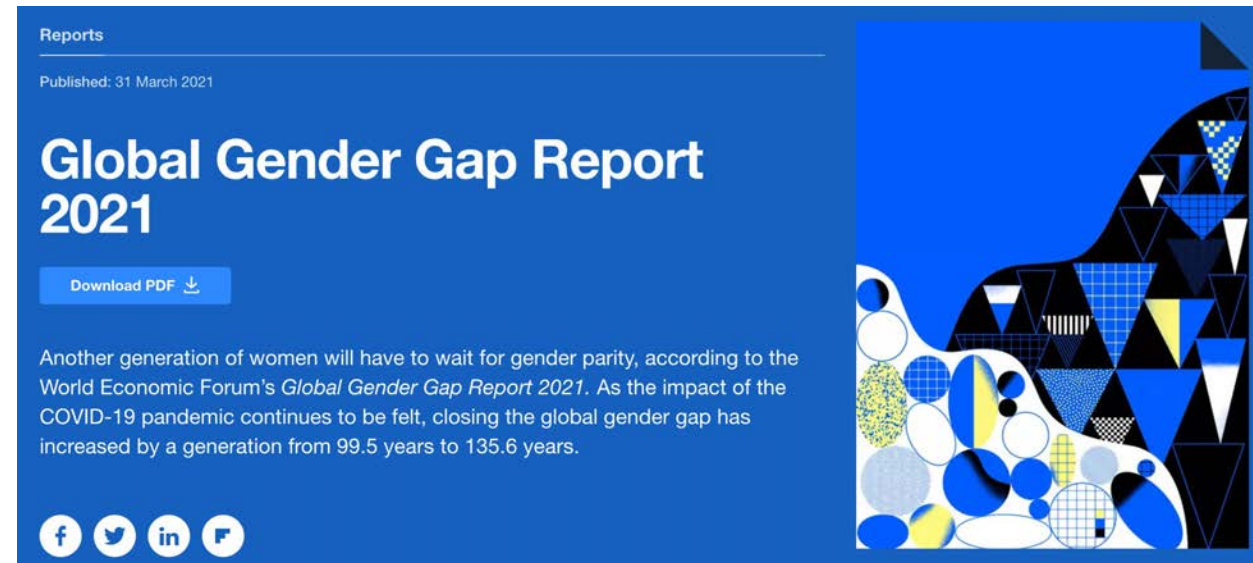 Reports
Published: 31 March 2021
Global Gender Gap Report
2021
Download PDF
Another generation of women will have to wait for gender parity, according to the
World Economic Forum's Global Gender Gap Report 2021. As the impact of the
COVID-19 pandemic continues to be felt, closing the global gender gap has
increased by a generation from 99.5 years to 135.6 years.